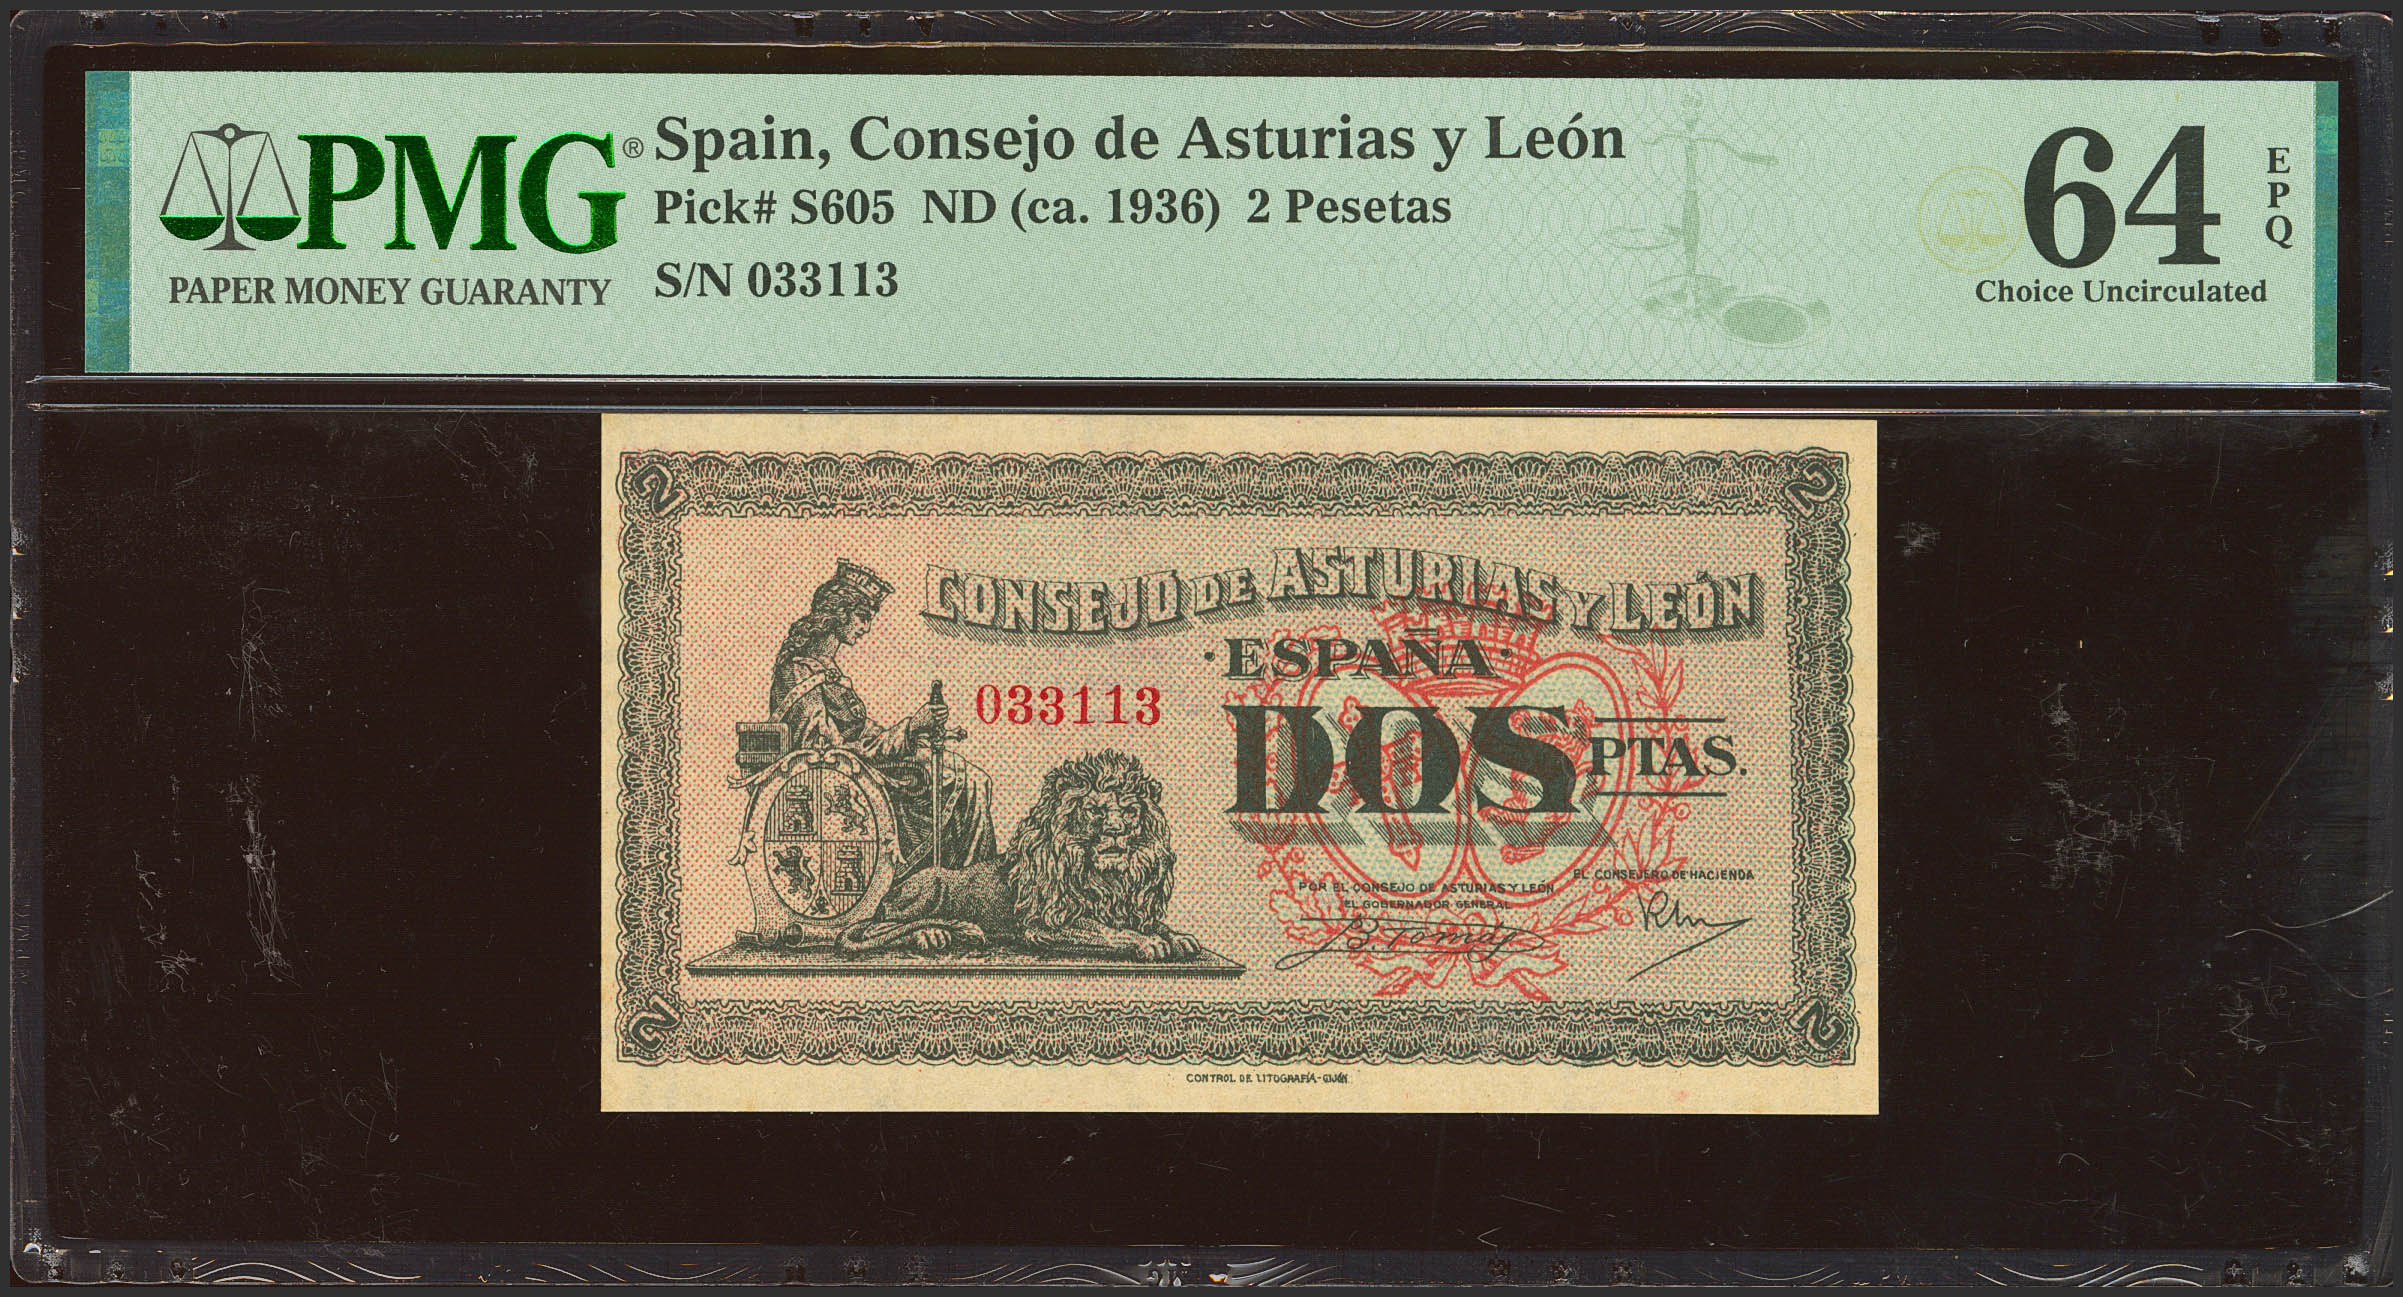 PMG®
PAPER MONEY GUARANTY
Spain, Consejo de Asturias y León
Pick# S605 ND (ca. 1936) 2 Pesetas
S/N 033113
64
EPQ
Choice Uncirculated
2
2
CONSEJO DE ASTURIAS Y LEÓN
·ESPAÑA·
033113
DOS PTAS.
POR EL CONSEJO DE ASTURIAS Y LEÓN
EL GOBERNADOR GENERAL
EL CONSEJERO DE HACIENDA
2
2
CONTROL DE LITOGRAFÍA-GIJÓN